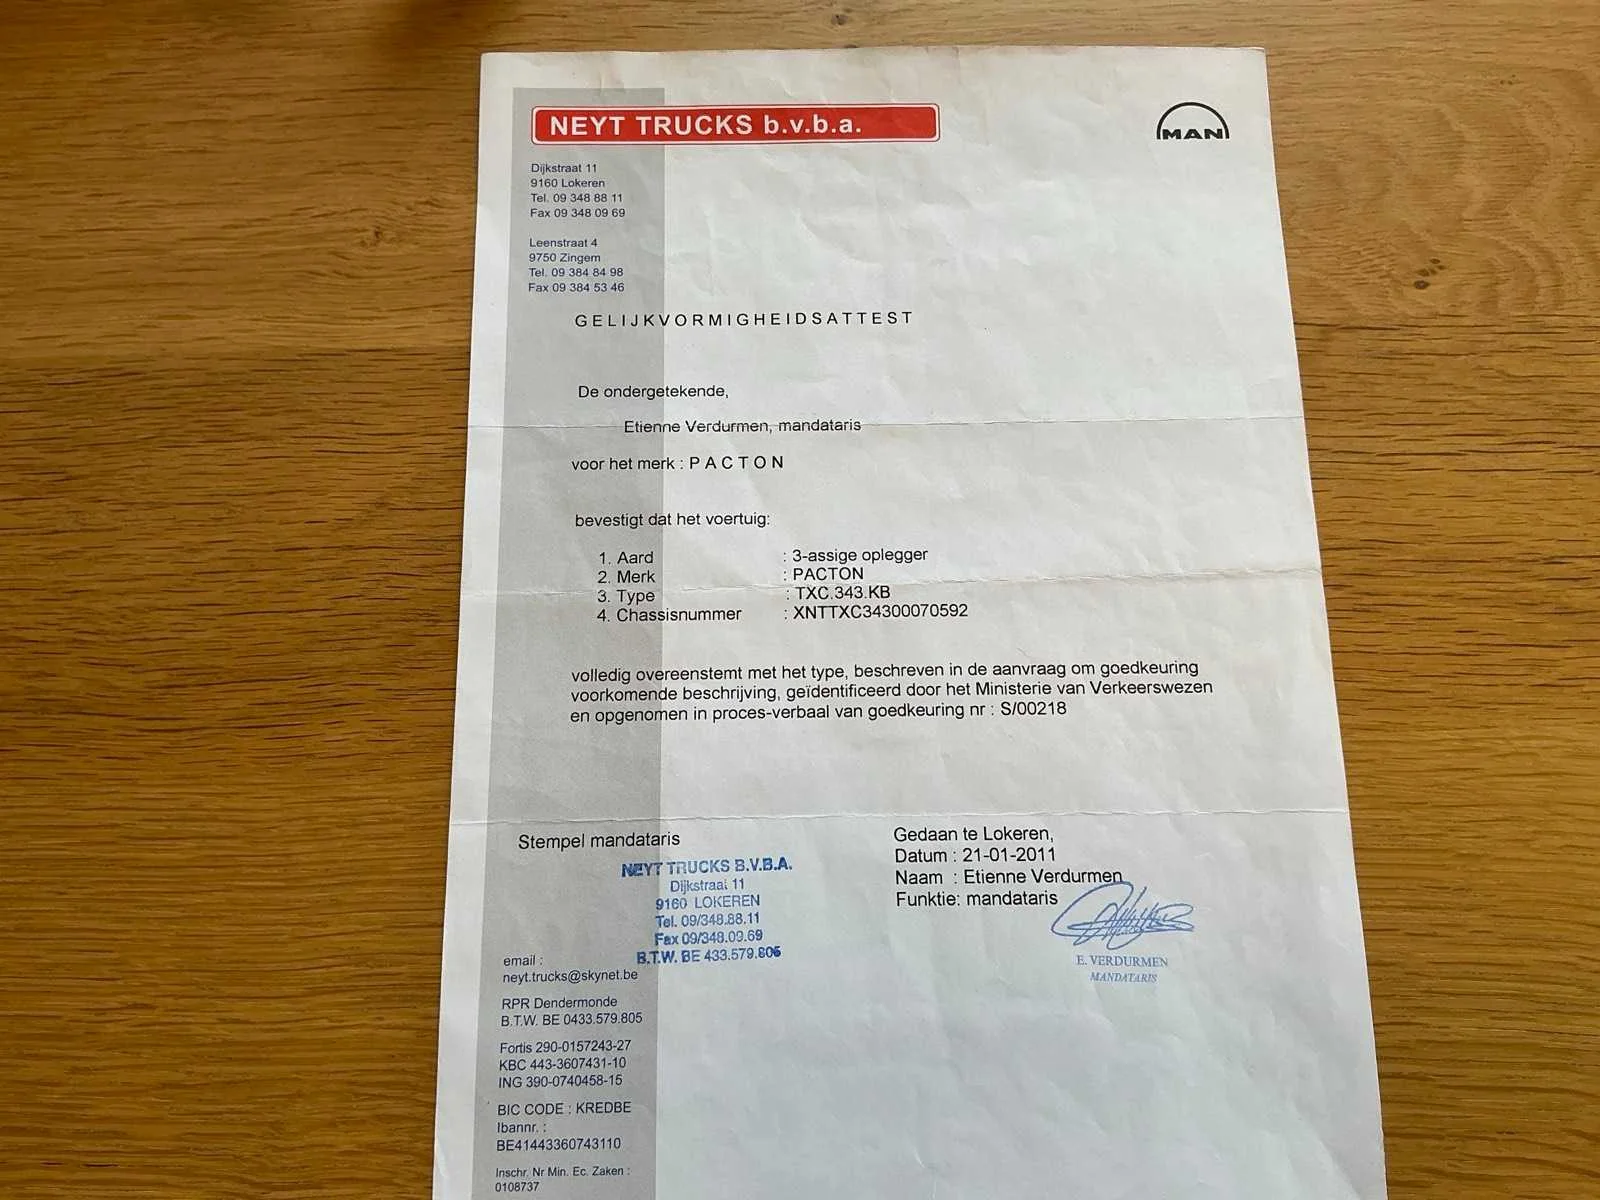 NEYT TRUCKS b.v.b.a.
MAN
Dijkstraat 11
9160 Lokeren
Tel. 09 348 88 11
Fax 09 348 09 69
Leenstraat 4
9750 Zingem
Tel. 09 384 84 98
Fax 09 384 53 46
GELIJKVORMIGHEIDSATTEST
De ondergetekende,
Etienne Verdurmen, mandataris
voor het merk : PACTON
bevestigt dat het voertuig:
1. Aard : 3-assige oplegger
2. Merk : PACTON
3. Type : TXC.343.KB
4. Chassisnummer : XNTTXC34300070592
volledig overeenstemt met het type, beschreven in de aanvraag om goedkeuring
voorkomende beschrijving, geïdentificeerd door het Ministerie van Verkeerswezen
en opgenomen in proces-verbaal van goedkeuring nr : S/00218
Stempel mandataris
NEYT TRUCKS B.V.B.A.
Dijkstraat 11
9160 LOKEREN
Tel. 09/348.88.11
Fax 09/348.09.69
B.T.W. BE 433.579.805
Gedaan te Lokeren,
Datum : 21-01-2011
Naam : Etienne Verdurmen
Funktie: mandataris
E. VERDURMEN
MANDATARIS
email :
neyt.trucks@skynet.be
RPR Dendermonde
B.T.W. BE 0433.579.805
Fortis 290-0157243-27
KBC 443-3607431-10
ING 390-0740458-15
BIC CODE : KREDBE
Ibannr. :
BE41443360743110
Inschr. Nr Min. Ec. Zaken :
0108737